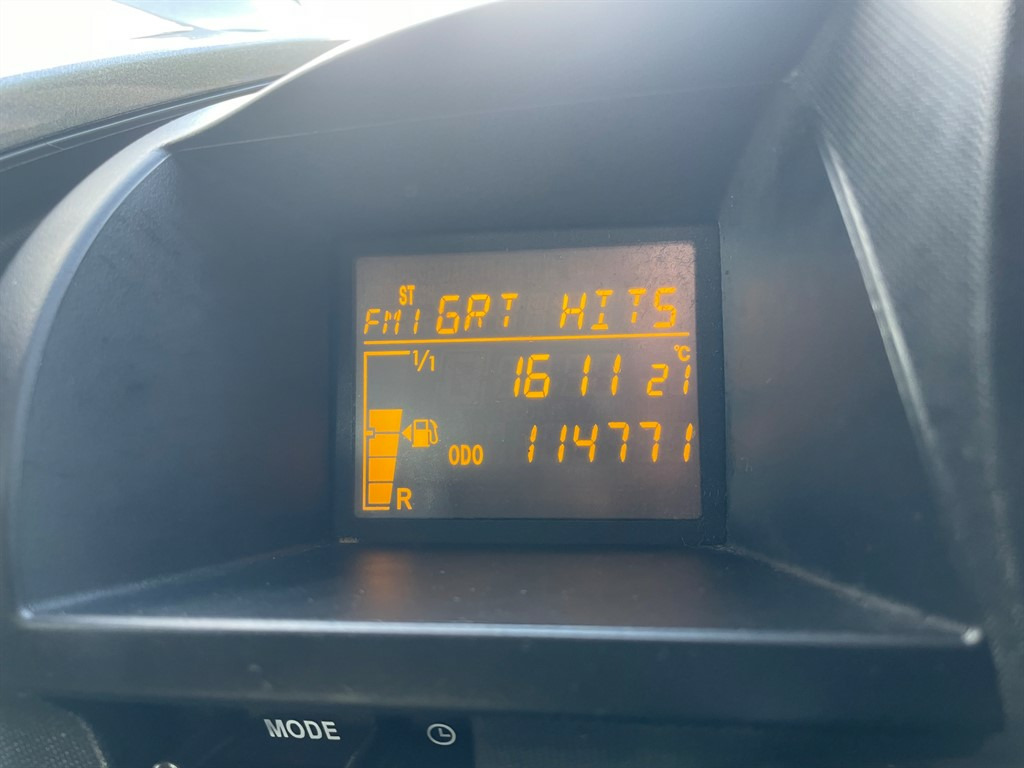 ST
FM1 GRT HITS
1/1 16 11 21 °C
ODO 114771
R
MODE